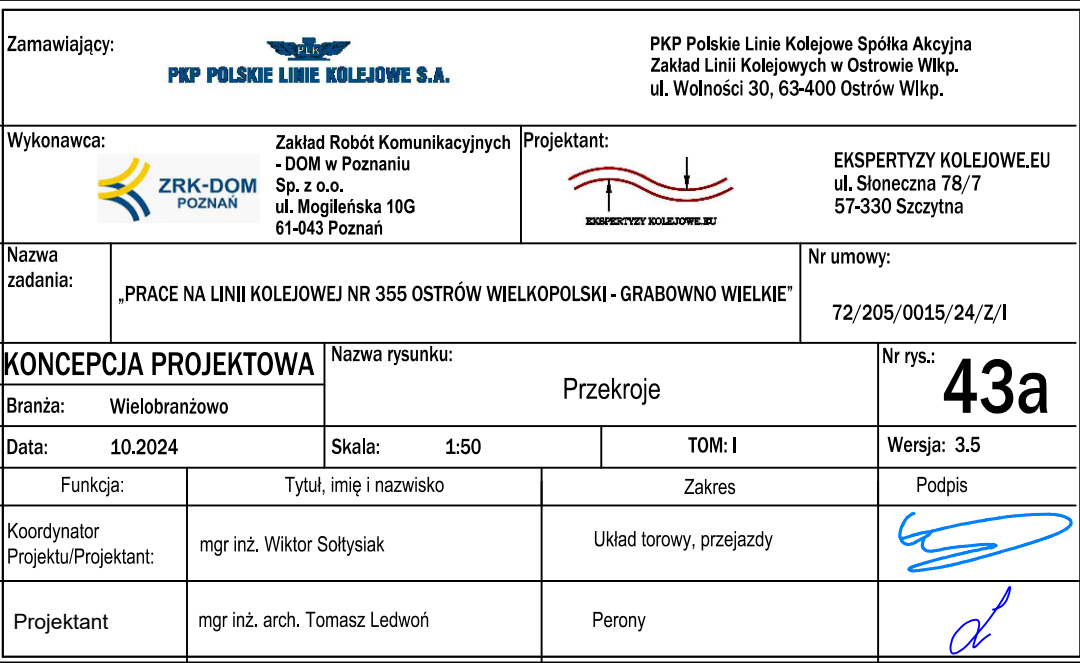 Zamawiający:
PLK
PKP POLSKIE LINIE KOLEJOWE S.A.
PKP Polskie Linie Kolejowe Spółka Akcyjna
Zakład Linii Kolejowych w Ostrowie Wlkp.
ul. Wolności 30, 63-400 Ostrów Wlkp.
Wykonawca:
ZRK-DOM
POZNAŃ
Zakład Robót Komunikacyjnych
- DOM w Poznaniu
Sp. z o.o.
ul. Mogileńska 10G
61-043 Poznań
Projektant:
EKSPERTYZY KOLEJOWE.EU
EKSPERTYZY KOLEJOWE.EU
ul. Słoneczna 78/7
57-330 Szczytna
Nazwa
zadania:
„PRACE NA LINII KOLEJOWEJ NR 355 OSTRÓW WIELKOPOLSKI - GRABOWNO WIELKIE”
Nr umowy:
72/205/0015/24/Z/I
KONCEPCJA PROJEKTOWA
Nazwa rysunku:
Przekroje
Nr rys.:
43a
Branża: Wielobranżowo
Data: 10.2024
Skala: 1:50
TOM: I
Wersja: 3.5
Funkcja:
Tytuł, imię i nazwisko
Zakres
Podpis
Koordynator
Projektu/Projektant:
mgr inż. Wiktor Sołtysiak
Układ torowy, przejazdy
Projektant
mgr inż. arch. Tomasz Ledwoń
Perony